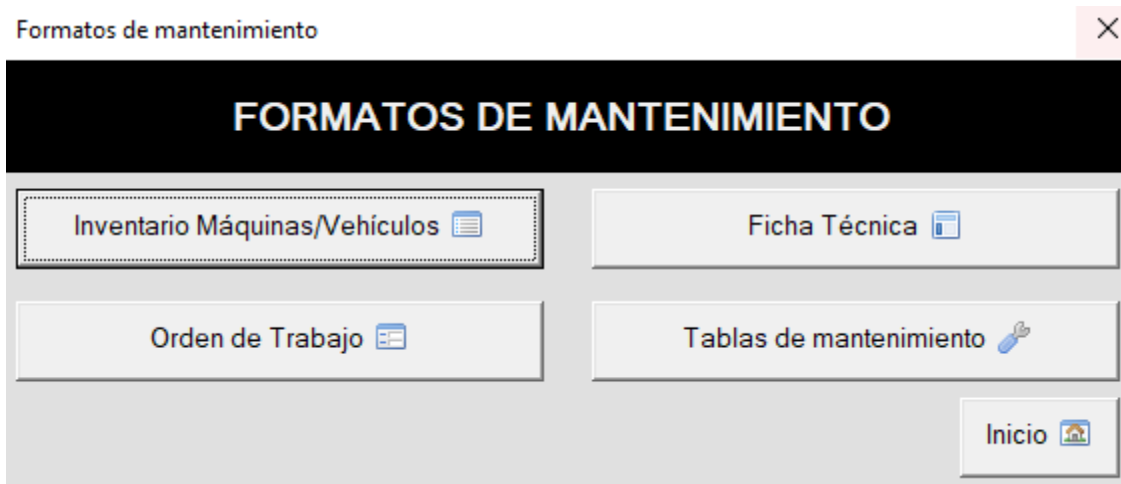 Formatos de mantenimiento
FORMATOS DE MANTENIMIENTO
Inventario Máquinas/Vehículos
Ficha Técnica
Orden de Trabajo
Tablas de mantenimiento
Inicio